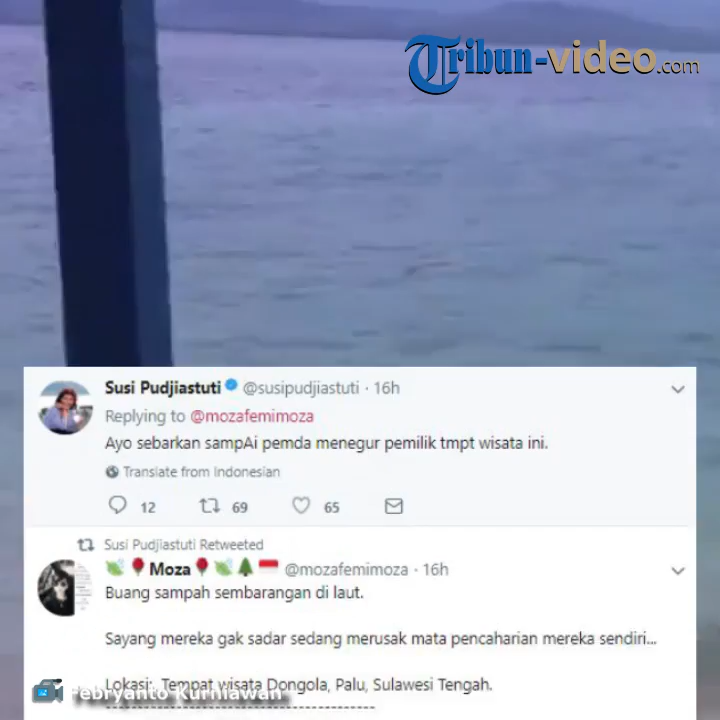 Tribun-video.com
Susi Pudjiastuti @susipudjiastuti · 16h
Replying to @mozafemimoza
Ayo sebarkan sampAi pemda menegur pemilik tmpt wisata ini.
Translate from Indonesian
12 69 65
Susi Pudjiastuti Retweeted
Moza @mozafemimoza · 16h
Buang sampah sembarangan di laut.
Sayang mereka gak sadar sedang merusak mata pencaharian mereka sendiri...
Lokasi: Tempat wisata Dongola, Palu, Sulawesi Tengah.
Febryanto Kurniawan
------------------------------------